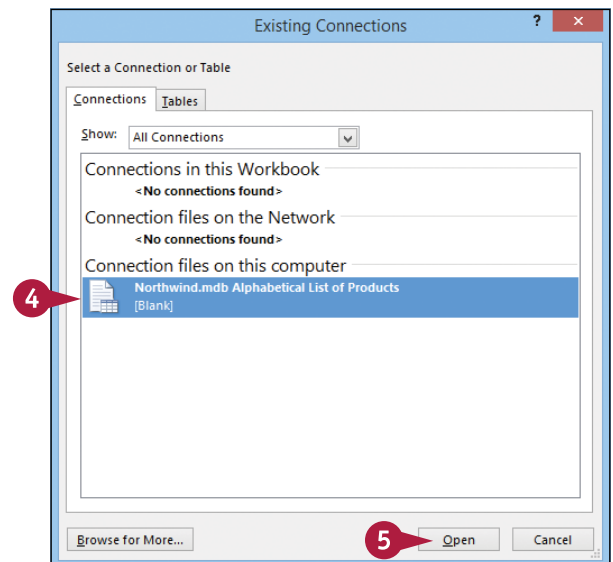 Existing Connections ? ×
Select a Connection or Table
Connections Tables
Show: All Connections
Connections in this Workbook
<No connections found>
Connection files on the Network
<No connections found>
Connection files on this computer
4 Northwind.mdb Alphabetical List of Products
[Blank]
Browse for More... 5 Open Cancel